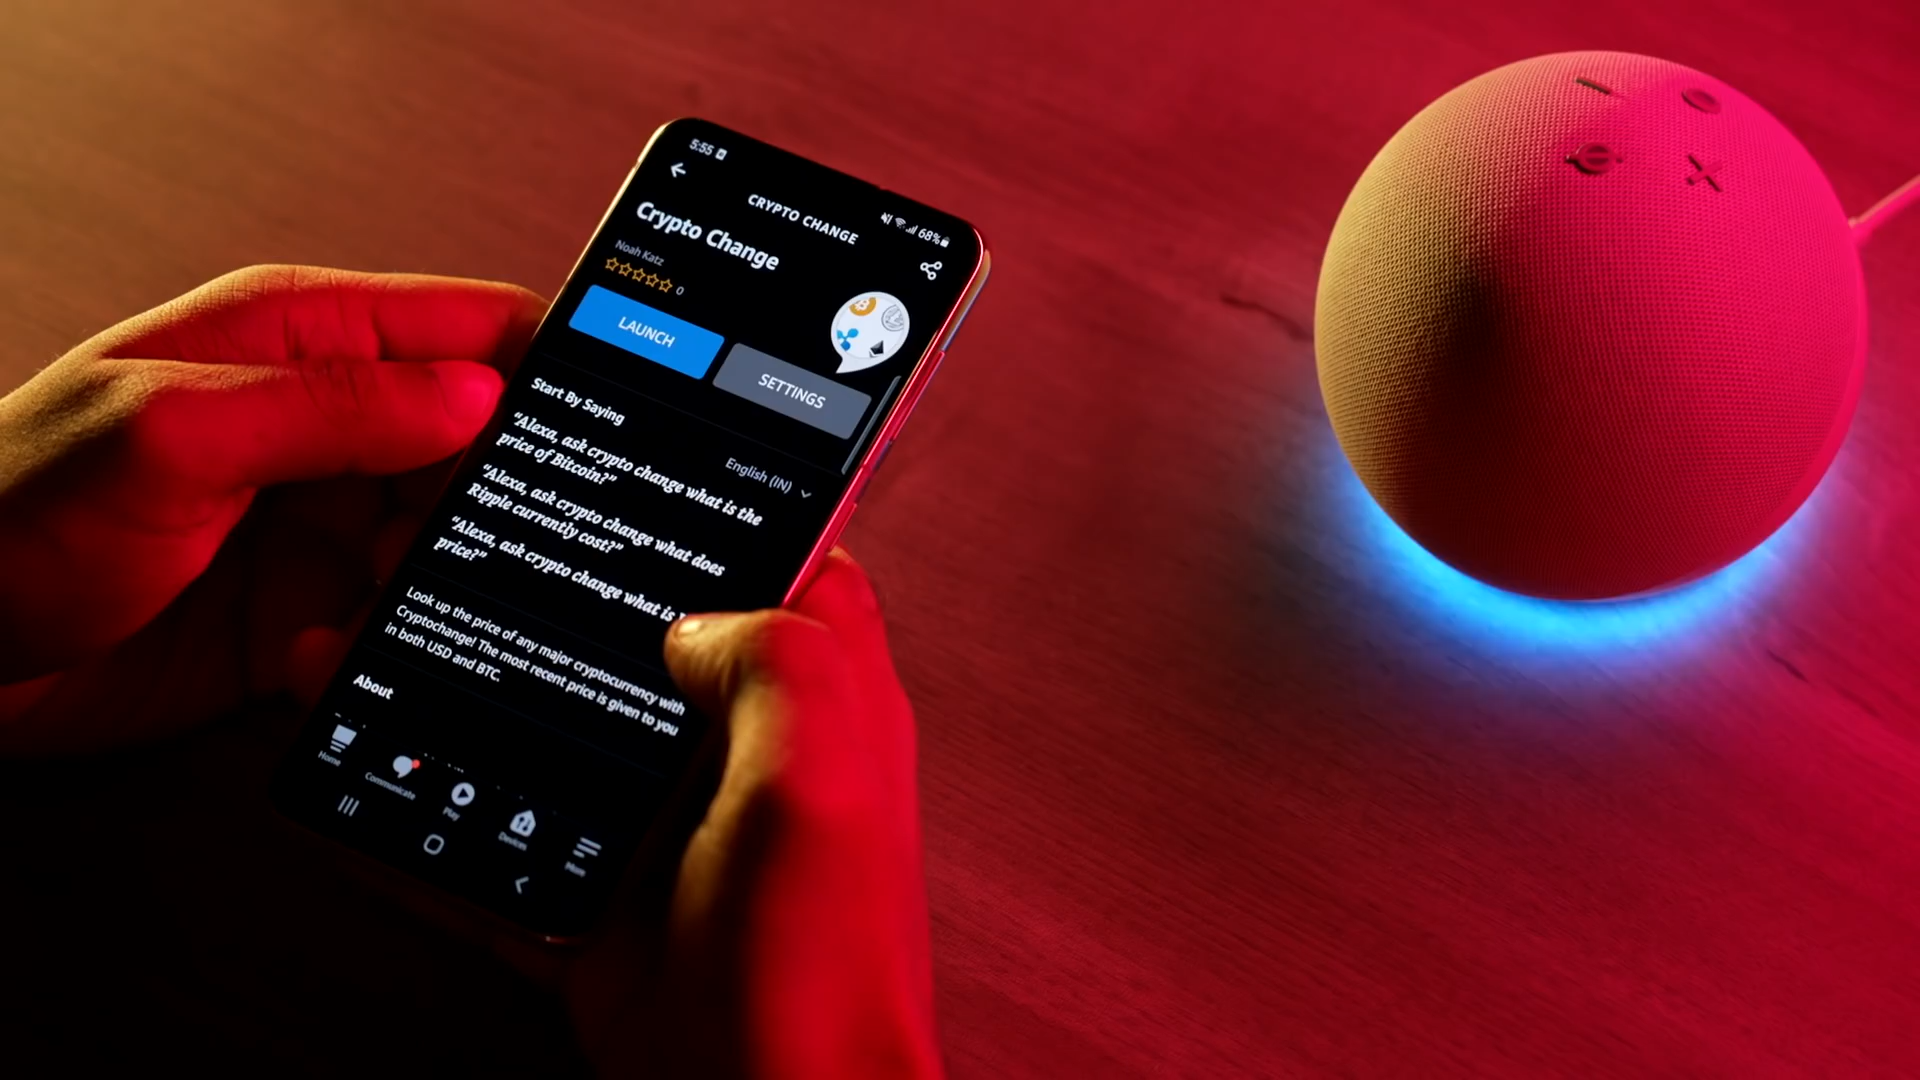 5:55
68%
CRYPTO CHANGE
Crypto Change
Noah Katz
0
LAUNCH
SETTINGS
Start By Saying
English (IN)
“Alexa, ask crypto change what is the
price of Bitcoin?”
“Alexa, ask crypto change what does
Ripple currently cost?”
“Alexa, ask crypto change what is
price?”
Look up the price of any major cryptocurrency with
Cryptochange! The most recent price is given to you
in both USD and BTC.
About
Home
Communicate
Play
Devices
More